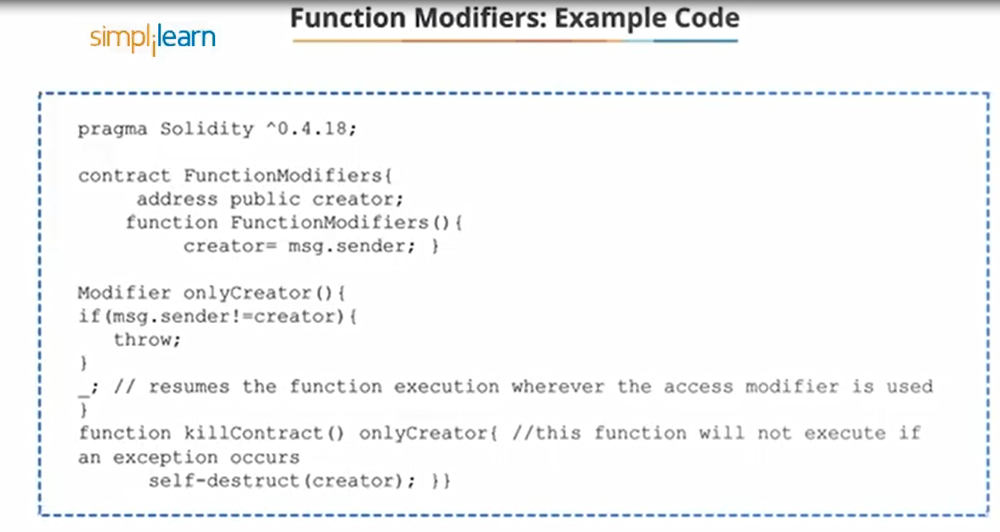 Function Modifiers: Example Code
simplilearn
pragma Solidity ^0.4.18;
contract FunctionModifiers{
address public creator;
function FunctionModifiers(){
creator= msg.sender; }
Modifier onlyCreator(){
if(msg.sender!=creator){
throw;
}
_; // resumes the function execution wherever the access modifier is used
}
function killContract() onlyCreator{ //this function will not execute if
an exception occurs
self-destruct(creator); }}